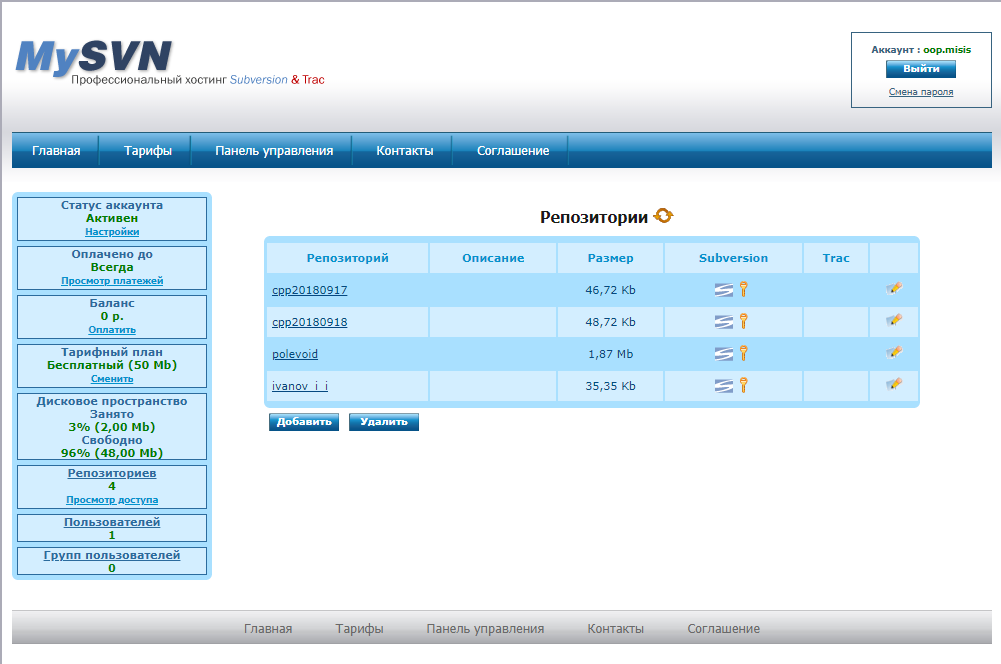 MySVN
Профессиональный хостинг Subversion & Trac
Аккаунт : oop.misis
Выйти
Смена пароля
Главная Тарифы Панель управления Контакты Соглашение
Статус аккаунта
Активен
Настройки
Оплачено до
Всегда
Просмотр платежей
Баланс
0 р.
Оплатить
Тарифный план
Бесплатный (50 Mb)
Сменить
Дисковое пространство
Занято
3% (2,00 Mb)
Свободно
96% (48,00 Mb)
Репозиториев
4
Просмотр доступа
Пользователей
1
Групп пользователей
0
Репозитории
Репозиторий Описание Размер Subversion Trac
cpp20180917 46,72 Kb
cpp20180918 48,72 Kb
polevoid 1,87 Mb
ivanov_i_i 35,35 Kb
Добавить Удалить
Главная Тарифы Панель управления Контакты Соглашение